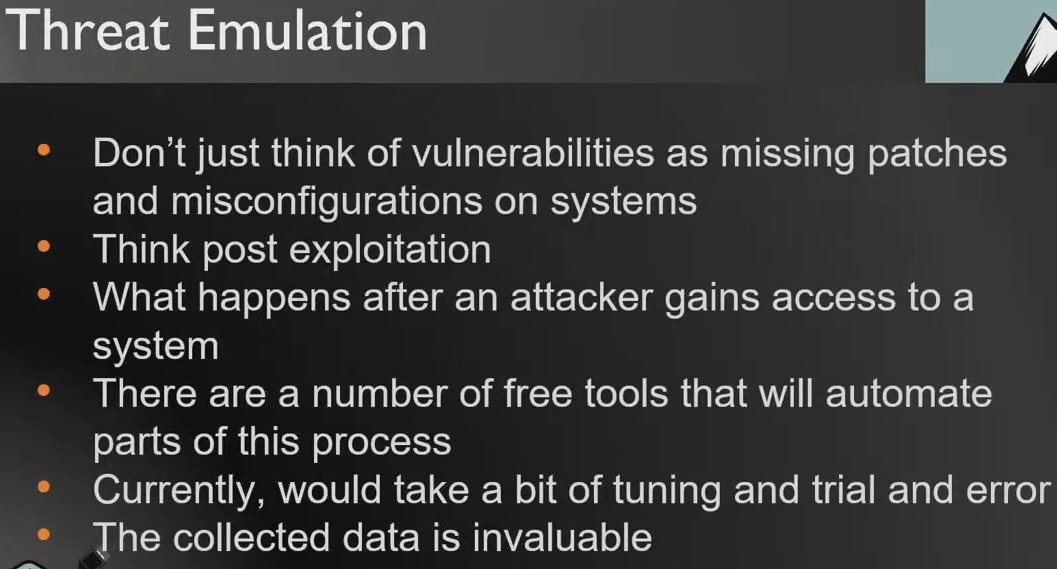 Threat Emulation
• Don't just think of vulnerabilities as missing patches
and misconfigurations on systems
• Think post exploitation
• What happens after an attacker gains access to a
system
• There are a number of free tools that will automate
parts of this process
• Currently, would take a bit of tuning and trial and error
• The collected data is invaluable